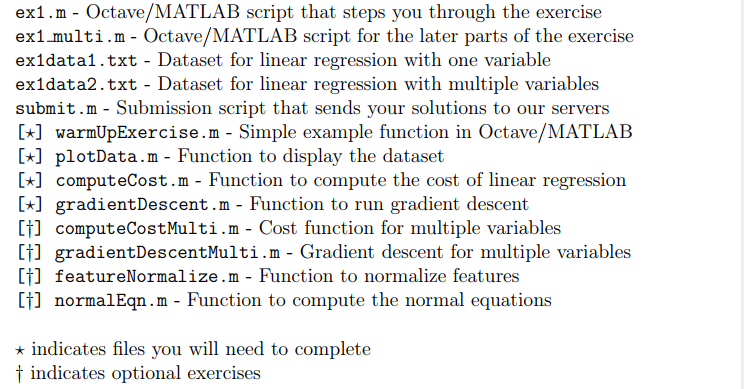 ex1.m - Octave/MATLAB script that steps you through the exercise
ex1_multi.m - Octave/MATLAB script for the later parts of the exercise
ex1data1.txt - Dataset for linear regression with one variable
ex1data2.txt - Dataset for linear regression with multiple variables
submit.m - Submission script that sends your solutions to our servers
[⋆] warmUpExercise.m - Simple example function in Octave/MATLAB
[⋆] plotData.m - Function to display the dataset
[⋆] computeCost.m - Function to compute the cost of linear regression
[⋆] gradientDescent.m - Function to run gradient descent
[†] computeCostMulti.m - Cost function for multiple variables
[†] gradientDescentMulti.m - Gradient descent for multiple variables
[†] featureNormalize.m - Function to normalize features
[†] normalEqn.m - Function to compute the normal equations
⋆ indicates files you will need to complete
† indicates optional exercises